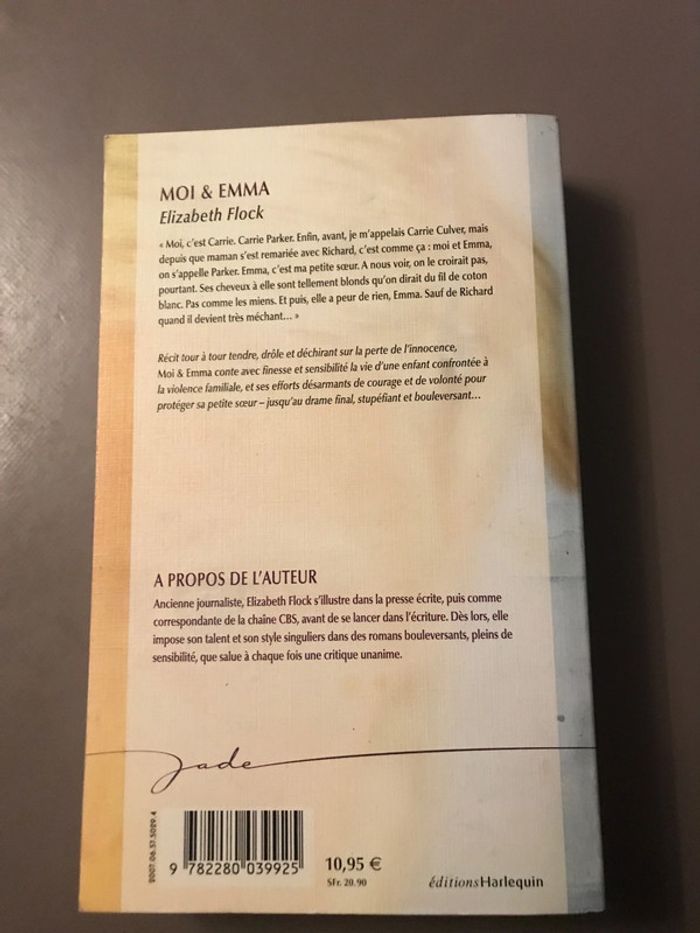 MOI & EMMA
Elizabeth Flock
« Moi, c'est Carrie. Carrie Parker. Enfin, avant, je m'appelais Carrie Culver, mais
depuis que maman s'est remariée avec Richard, c'est comme ça : moi et Emma,
on s'appelle Parker. Emma, c'est ma petite sœur. A nous voir, on le croirait pas,
pourtant. Ses cheveux à elle sont tellement blonds qu'on dirait du fil de coton
blanc. Pas comme les miens. Et puis, elle a peur de rien, Emma. Sauf de Richard
quand il devient très méchant... »
Récit tour à tour tendre, drôle et déchirant sur la perte de l'innocence,
Moi & Emma conte avec finesse et sensibilité la vie d'une enfant confrontée à
la violence familiale, et ses efforts désarmants de courage et de volonté pour
protéger sa petite sœur – jusqu'au drame final, stupéfiant et bouleversant...
A PROPOS DE L'AUTEUR
Ancienne journaliste, Elizabeth Flock s'illustre dans la presse écrite, puis comme
correspondante de la chaîne CBS, avant de se lancer dans l'écriture. Dès lors, elle
impose son talent et son style singuliers dans des romans bouleversants, pleins de
sensibilité, que salue à chaque fois une critique unanime.
Jade
2007.06.57.5029.4
9 782280 039925
10,95 €
SFr. 20.90
éditionsHarlequin